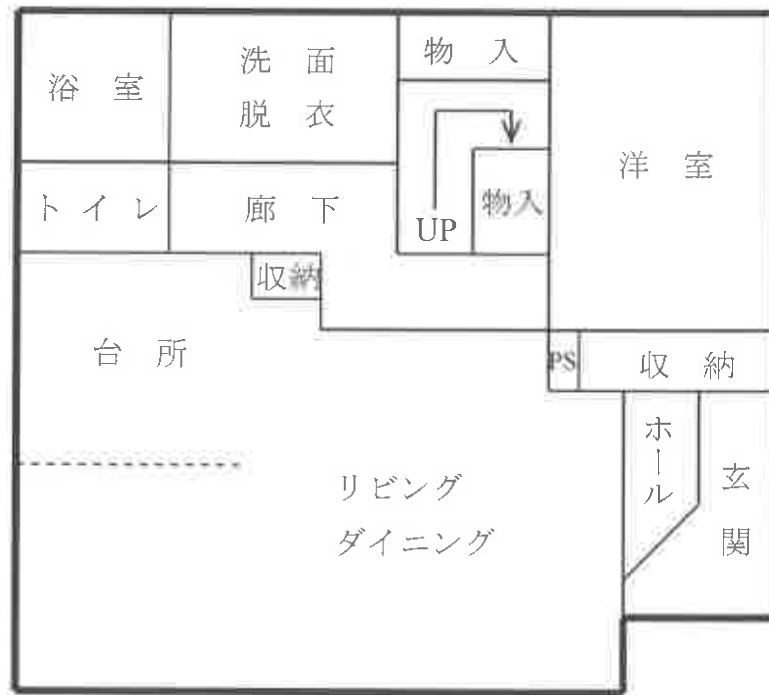 浴室
洗面
脱衣
物入
洋室
トイレ
廊下
UP
物入
収納
台所
PS
収納
ホール
玄
関
リビング
ダイニング